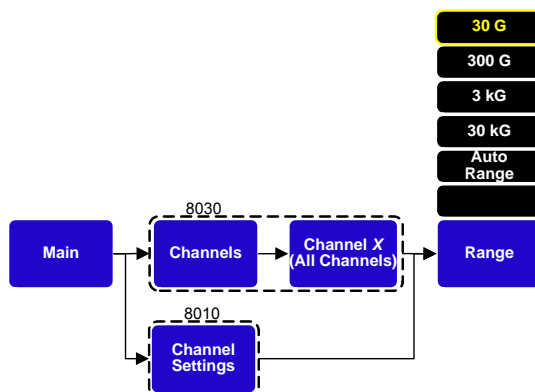 30 G
300 G
3 kG
30 kG
Auto
Range
8030
Main
Channels
Channel X
(All Channels)
Range
8010
Channel
Settings